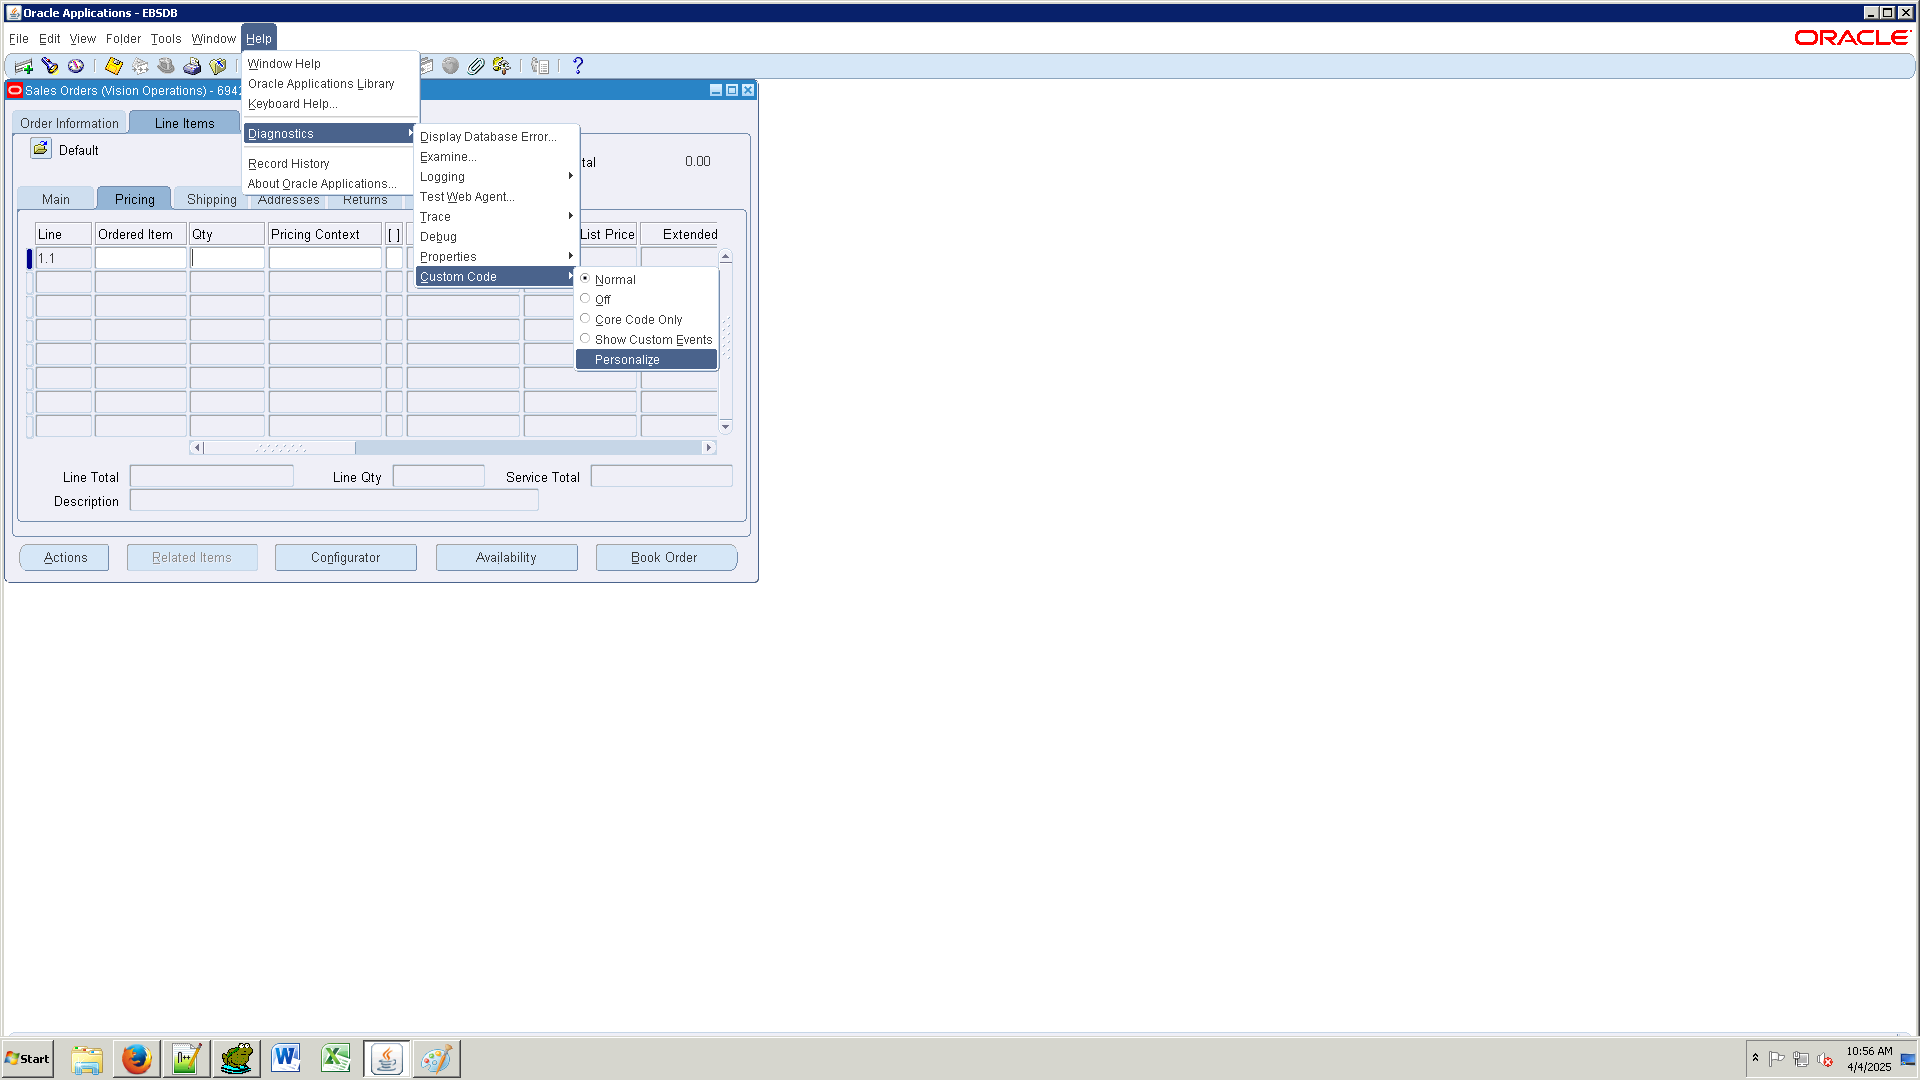 Oracle Applications - EBSDB
File Edit View Folder Tools Window Help
ORACLE
Window Help
Oracle Applications Library
Keyboard Help...
Diagnostics
Record History
About Oracle Applications...
Display Database Error...
Examine...
Logging
Test Web Agent...
Trace
Debug
Properties
Custom Code
Normal
Off
Core Code Only
Show Custom Events
Personalize
Sales Orders (Vision Operations) - 694
Order Information Line Items
Default
tal 0.00
Main Pricing Shipping Addresses Returns
Line Ordered Item Qty Pricing Context [ ] List Price Extended
1.1
Line Total Line Qty Service Total
Description
Actions Related Items Configurator Availability Book Order
Start
10:56 AM
4/4/2025